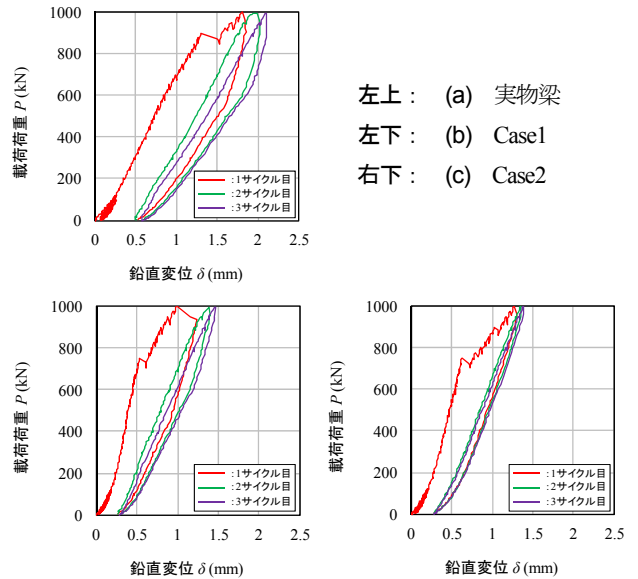 1000
800
600
400
200
0
載荷荷重 P (kN)
:1サイクル目
:2サイクル目
:3サイクル目
0 0.5 1 1.5 2 2.5
鉛直変位 δ (mm)
左上： (a) 実物梁
左下： (b) Case1
右下： (c) Case2
1000
800
600
400
200
0
載荷荷重 P (kN)
:1サイクル目
:2サイクル目
:3サイクル目
0 0.5 1 1.5 2 2.5
鉛直変位 δ (mm)
1000
800
600
400
200
0
載荷荷重 P (kN)
:1サイクル目
:2サイクル目
:3サイクル目
0 0.5 1 1.5 2 2.5
鉛直変位 δ (mm)